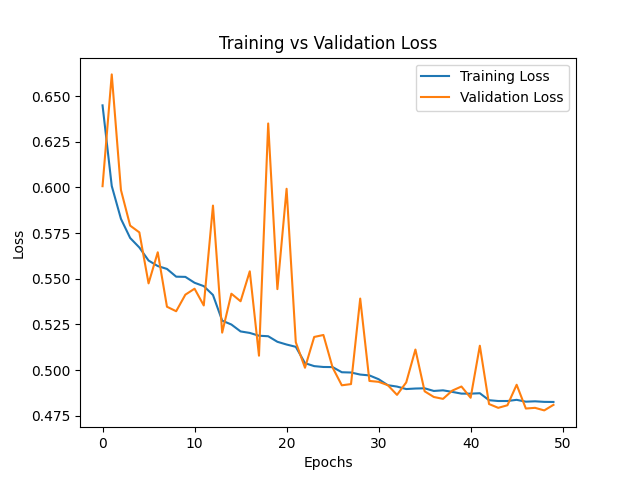 Training vs Validation Loss
Training Loss
Validation Loss
0.650
0.625
0.600
0.575
0.550
0.525
0.500
0.475
Loss
0 10 20 30 40 50
Epochs